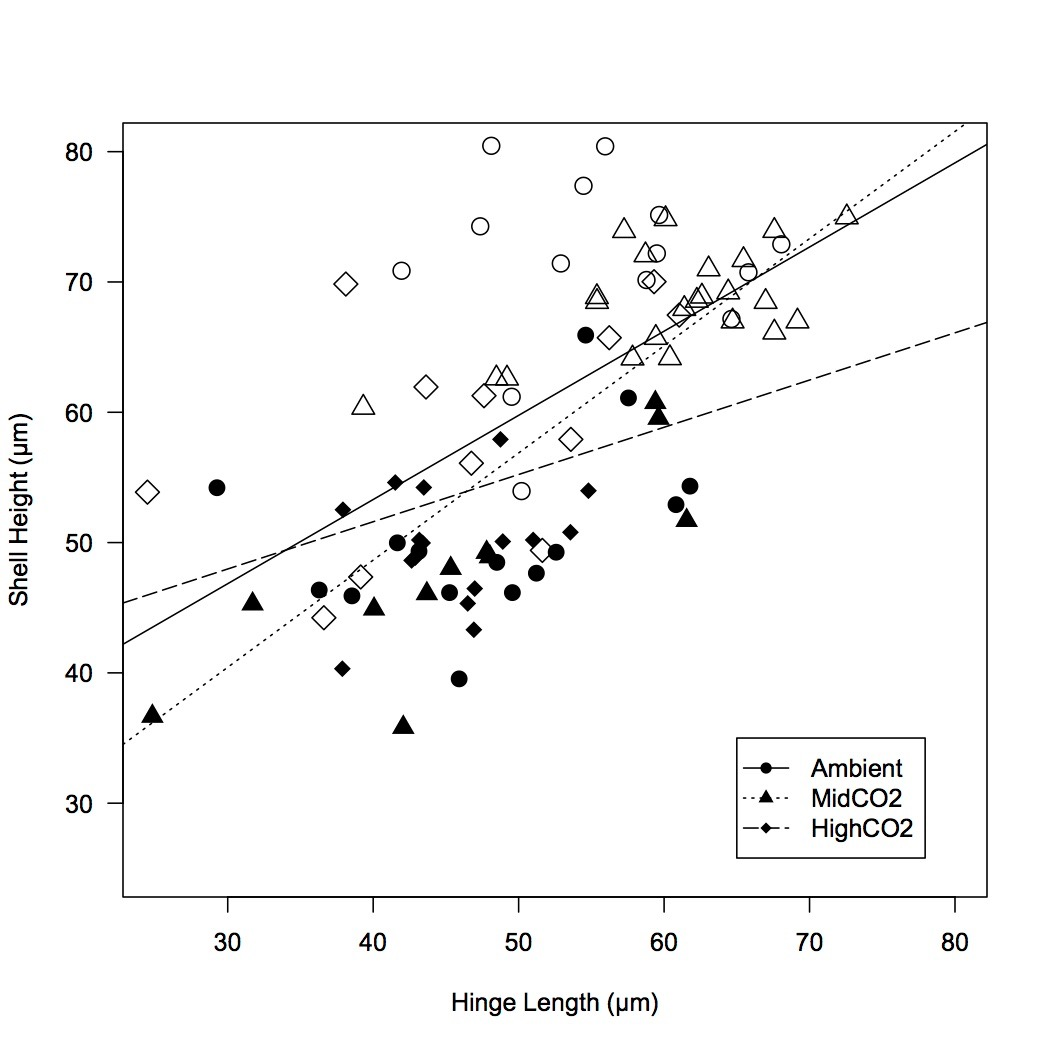 80
70
60
50
40
30
Shell Height (µm)
30 40 50 60 70 80
Hinge Length (µm)
Ambient
MidCO2
HighCO2